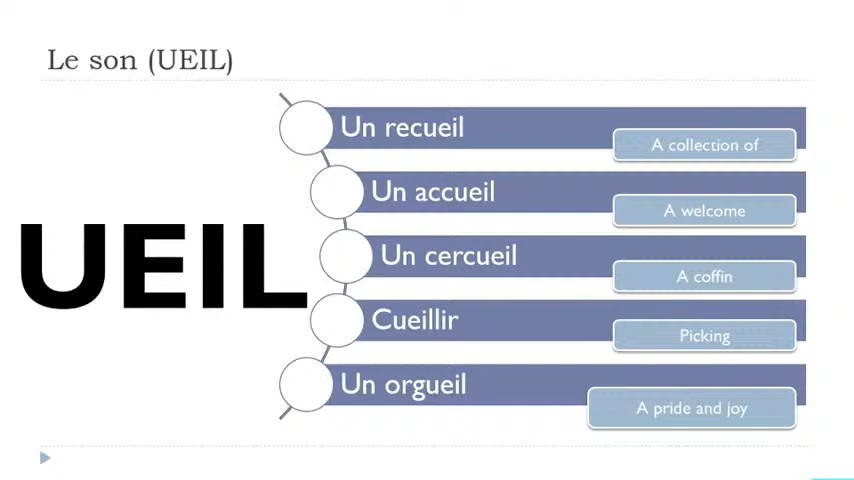 Le son (UEIL)
UEIL
Un recueil
A collection of
Un accueil
A welcome
Un cercueil
A coffin
Cueillir
Picking
Un orgueil
A pride and joy